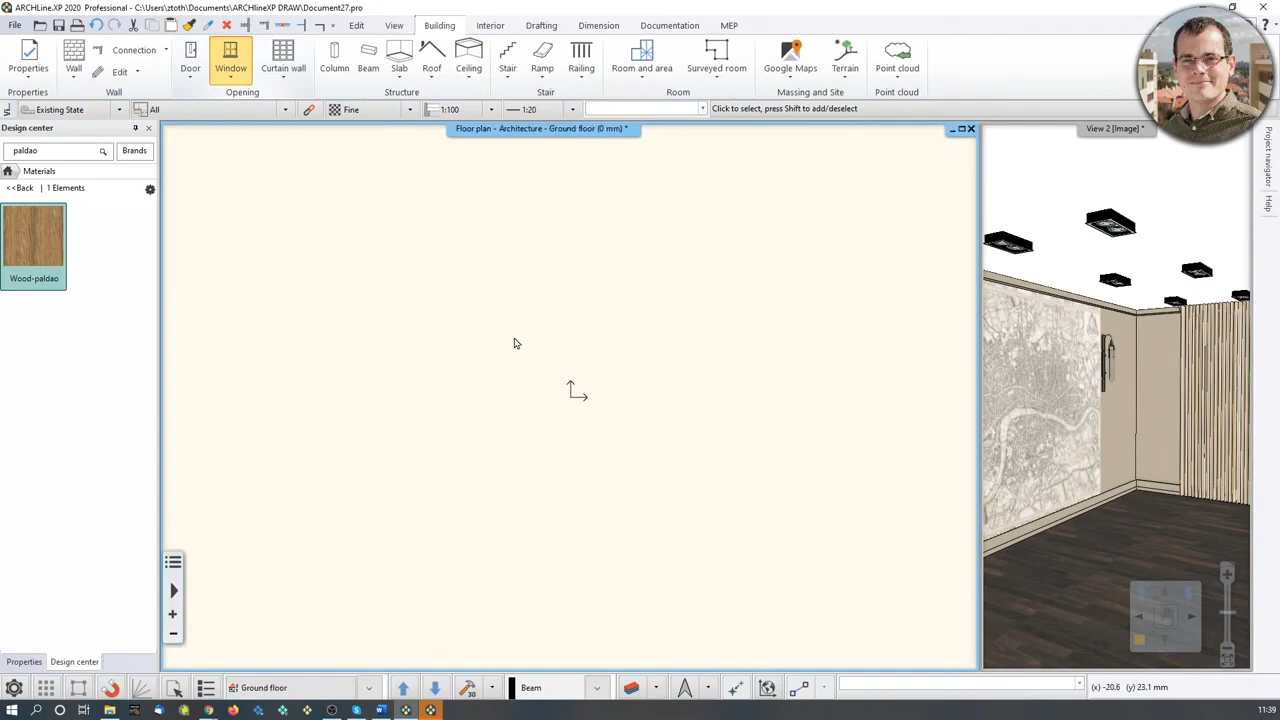 ARCHLine.XP 2020 Professional - C:\Users\ztoth\Documents\ARCHlineXP DRAW\Document27.pro
File
Edit
View
Building
Interior
Drafting
Dimension
Documentation
MEP
Properties
Wall
Connection
Edit
Door
Window
Curtain wall
Column
Beam
Slab
Roof
Ceiling
Stair
Ramp
Railing
Room and area
Surveyed room
Google Maps
Terrain
Point cloud
Properties
Wall
Opening
Structure
Stair
Room
Massing and Site
Point cloud
Existing State
All
Fine
1:100
1:20
Click to select, press Shift to add/deselect
Design center
Floor plan - Architecture - Ground floor (0 mm) *
View 2 [Image] *
paldao
Brands
Materials
<<Back
1 Elements
Wood-paldao
Project navigator
Help
Properties
Design center
Ground floor
Beam
(x) -20.6 (y) 23.1 mm
11:39